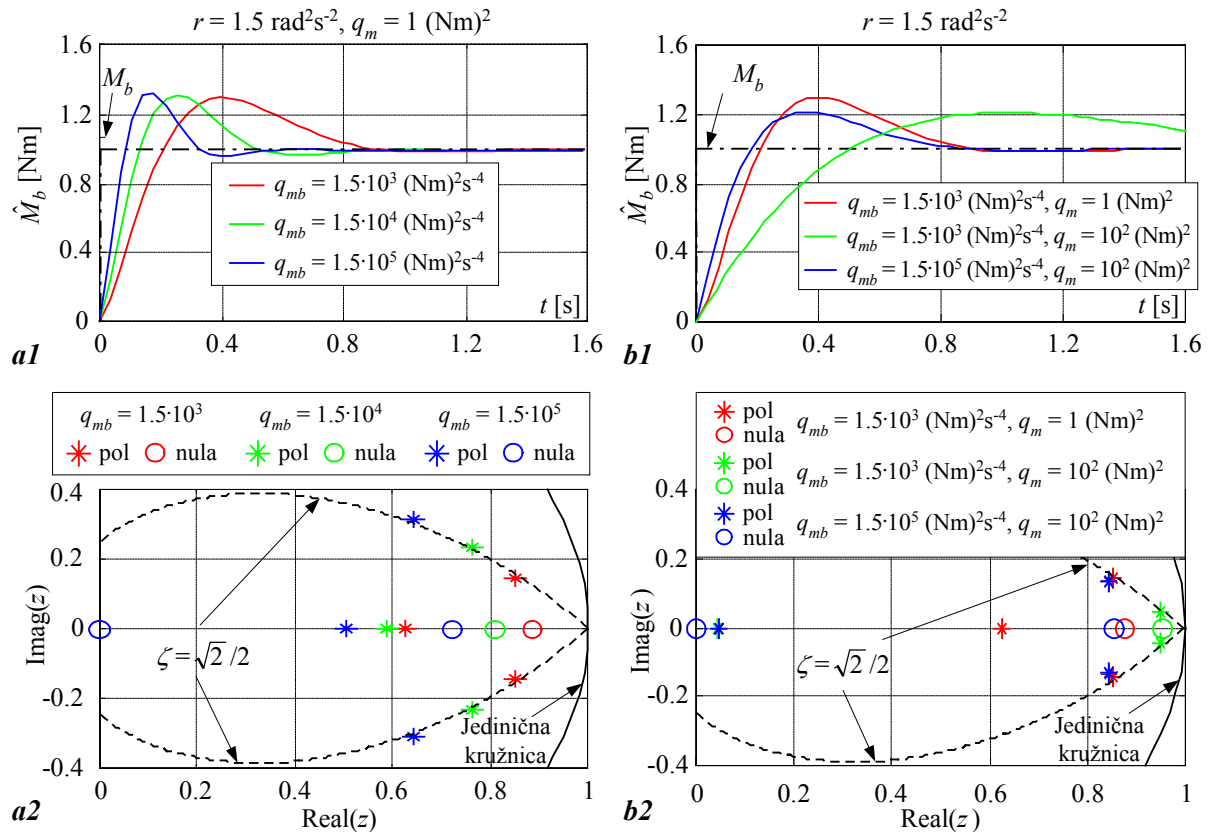 r = 1.5 rad²s⁻², qₘ = 1 (Nm)²
1.6
1.2
0.8
0.4
0
M̂_b [Nm]
M_b
q_mb = 1.5·10³ (Nm)²s⁻⁴
q_mb = 1.5·10⁴ (Nm)²s⁻⁴
q_mb = 1.5·10⁵ (Nm)²s⁻⁴
t [s]
0 0.4 0.8 1.2 1.6
a1
r = 1.5 rad²s⁻²
1.6
1.2
0.8
0.4
0
M̂_b [Nm]
M_b
q_mb = 1.5·10³ (Nm)²s⁻⁴, qₘ = 1 (Nm)²
q_mb = 1.5·10³ (Nm)²s⁻⁴, qₘ = 10² (Nm)²
q_mb = 1.5·10⁵ (Nm)²s⁻⁴, qₘ = 10² (Nm)²
t [s]
0 0.4 0.8 1.2 1.6
b1
q_mb = 1.5·10³ q_mb = 1.5·10⁴ q_mb = 1.5·10⁵
pol nula pol nula pol nula
0.4
0.2
0
-0.2
-0.4
Imag(z)
ζ = √2 /2
Jedinična
kružnica
0 0.2 0.4 0.6 0.8 1
Real(z)
a2
pol
nula
q_mb = 1.5·10³ (Nm)²s⁻⁴, qₘ = 1 (Nm)²
pol
nula
q_mb = 1.5·10³ (Nm)²s⁻⁴, qₘ = 10² (Nm)²
pol
nula
q_mb = 1.5·10⁵ (Nm)²s⁻⁴, qₘ = 10² (Nm)²
0.4
0.2
0
-0.2
-0.4
Imag(z)
ζ = √2 /2
Jedinična
kružnica
0 0.2 0.4 0.6 0.8 1
Real(z)
b2